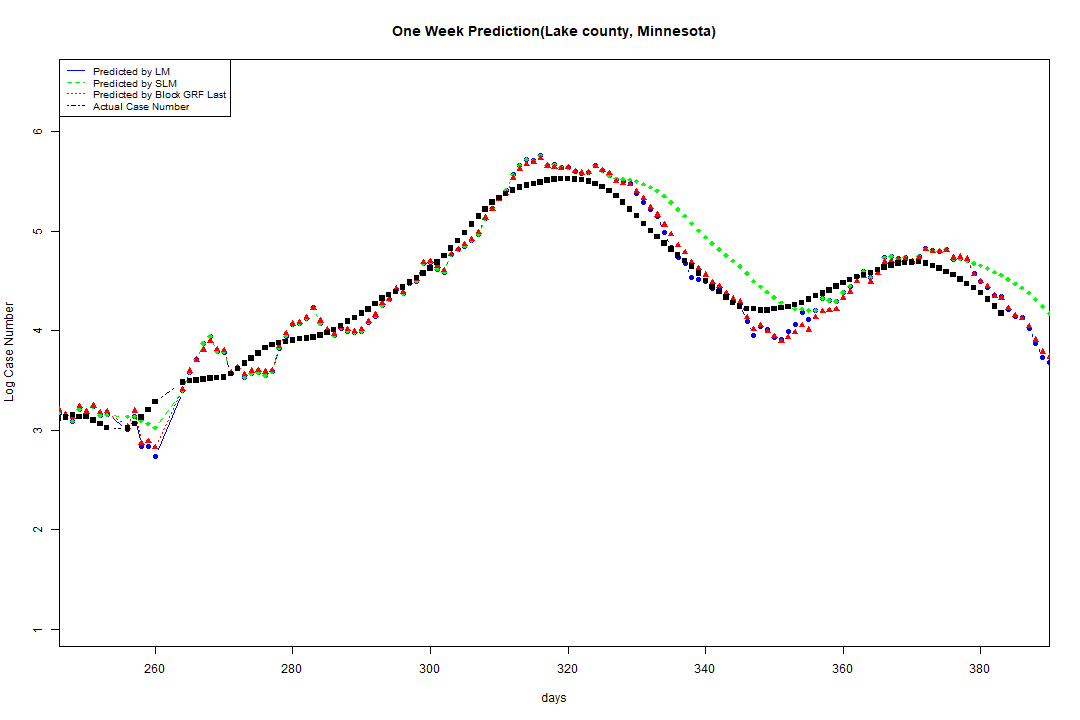 One Week Prediction(Lake county, Minnesota)
Predicted by LM
Predicted by SLM
Predicted by Block GRF Last
Actual Case Number
6
5
4
3
2
1
Log Case Number
260 280 300 320 340 360 380
days